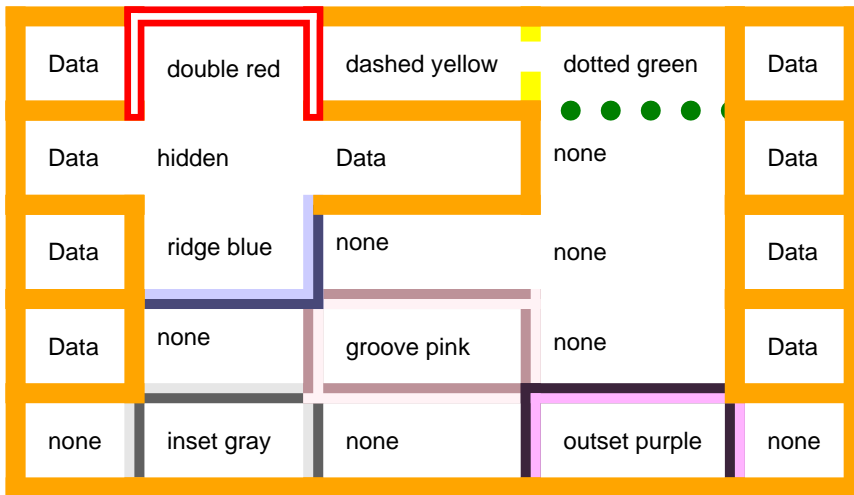 Data double red dashed yellow dotted green Data
Data hidden Data none Data
Data ridge blue none none Data
Data none groove pink none Data
none inset gray none outset purple none